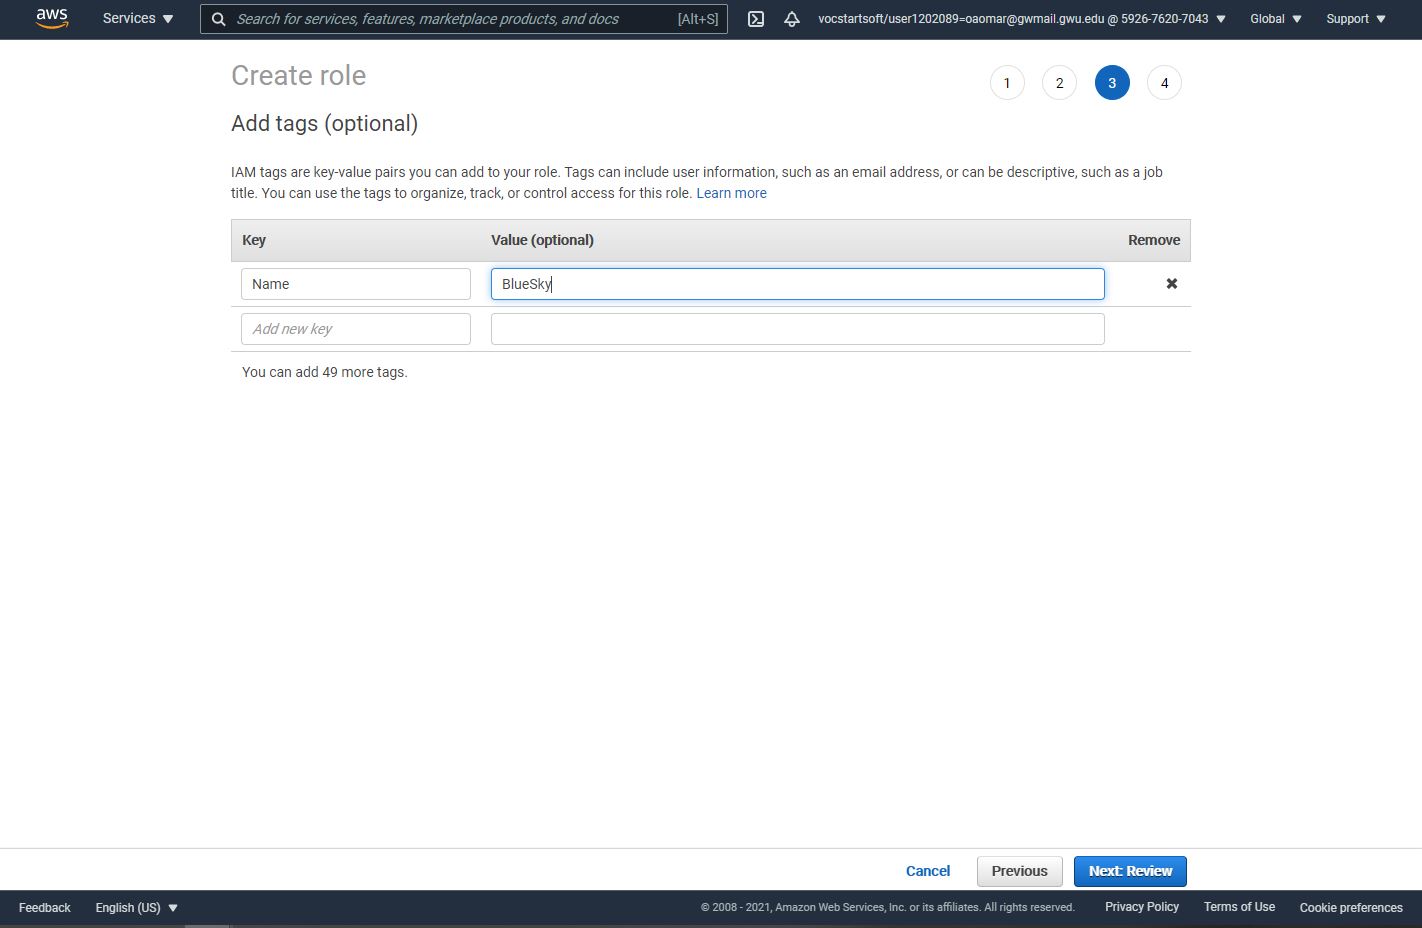 aws Services Search for services, features, marketplace products, and docs [Alt+S] vocstartsoft/user1202089=oaomar@gwmail.gwu.edu @ 5926-7620-7043 Global Support
Create role 1 2 3 4
Add tags (optional)
IAM tags are key-value pairs you can add to your role. Tags can include user information, such as an email address, or can be descriptive, such as a job
title. You can use the tags to organize, track, or control access for this role. Learn more
Key Value (optional) Remove
Name BlueSky
Add new key
You can add 49 more tags.
Cancel Previous Next: Review
Feedback English (US) © 2008 - 2021, Amazon Web Services, Inc. or its affiliates. All rights reserved. Privacy Policy Terms of Use Cookie preferences